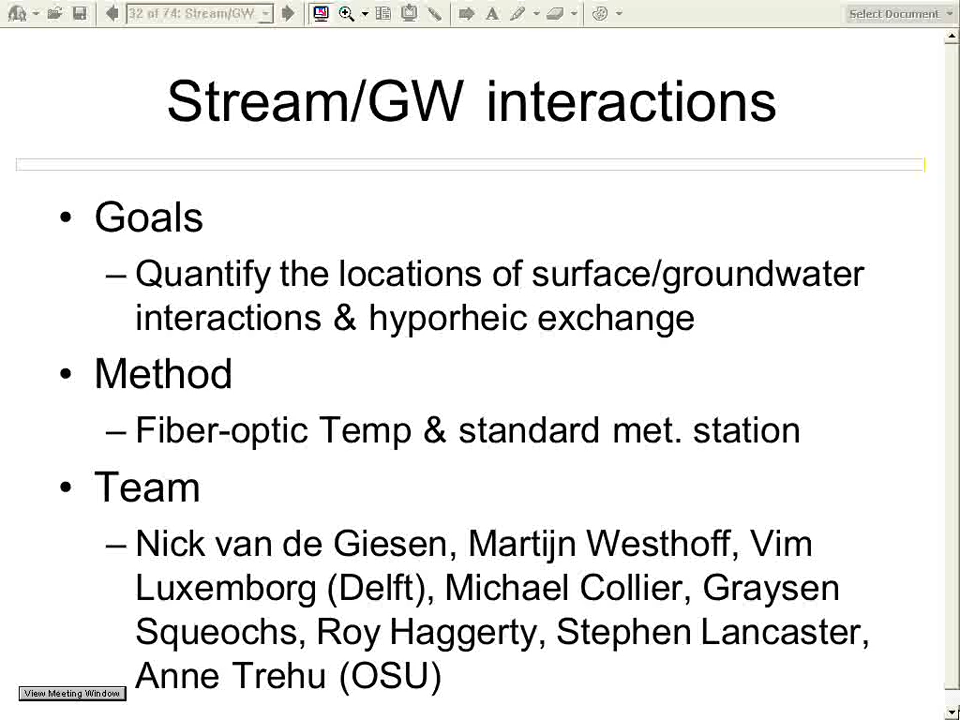 32 of 74: Stream/GW
Select Document
Stream/GW interactions
• Goals
– Quantify the locations of surface/groundwater
interactions & hyporheic exchange
• Method
– Fiber-optic Temp & standard met. station
• Team
– Nick van de Giesen, Martijn Westhoff, Vim
Luxemborg (Delft), Michael Collier, Graysen
Squeochs, Roy Haggerty, Stephen Lancaster,
Anne Trehu (OSU)
View Meeting Window